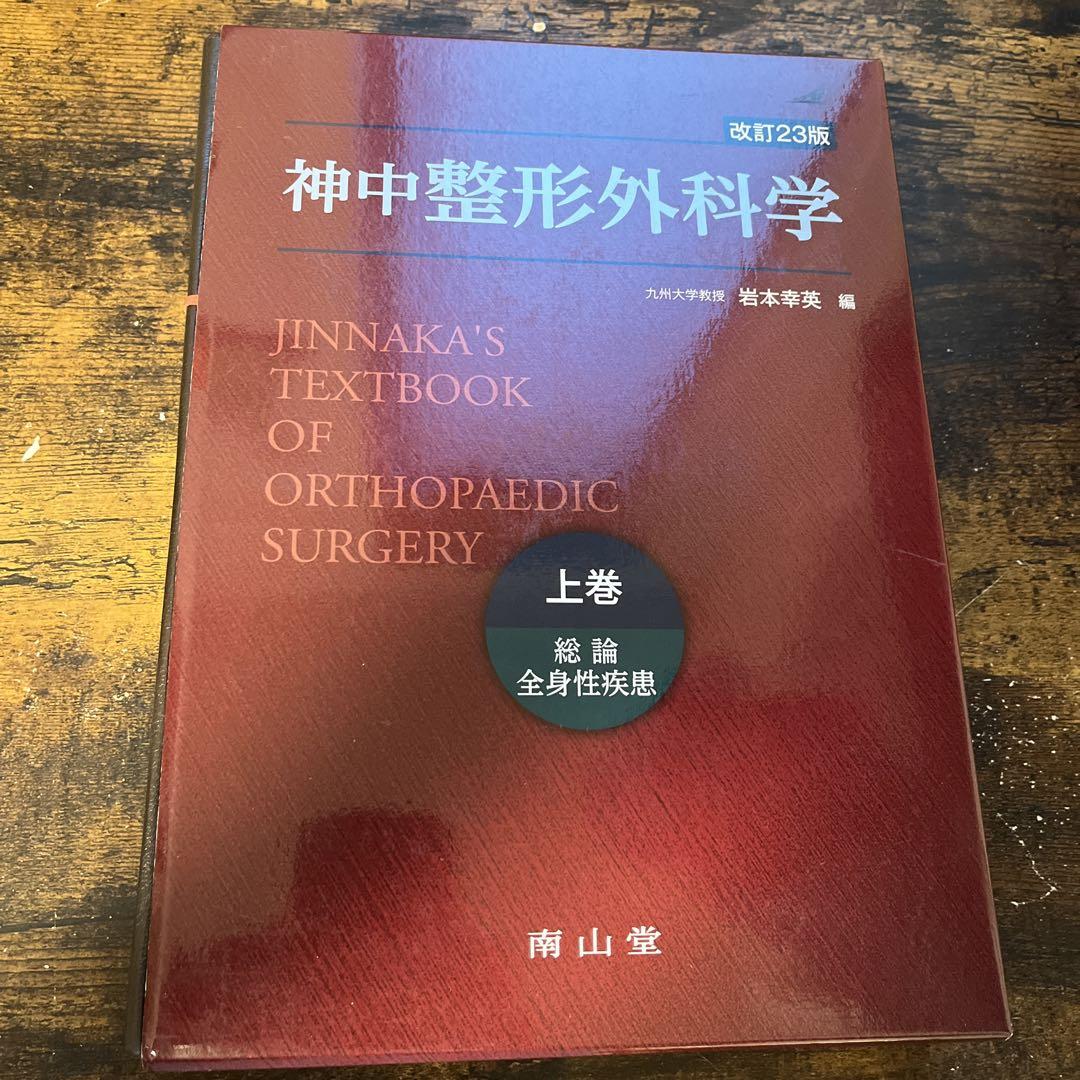 改訂23版
神中整形外科学
九州大学教授 岩本幸英 編
JINNAKA'S
TEXTBOOK
OF
ORTHOPAEDIC
SURGERY
上巻
総論
全身性疾患
南山堂